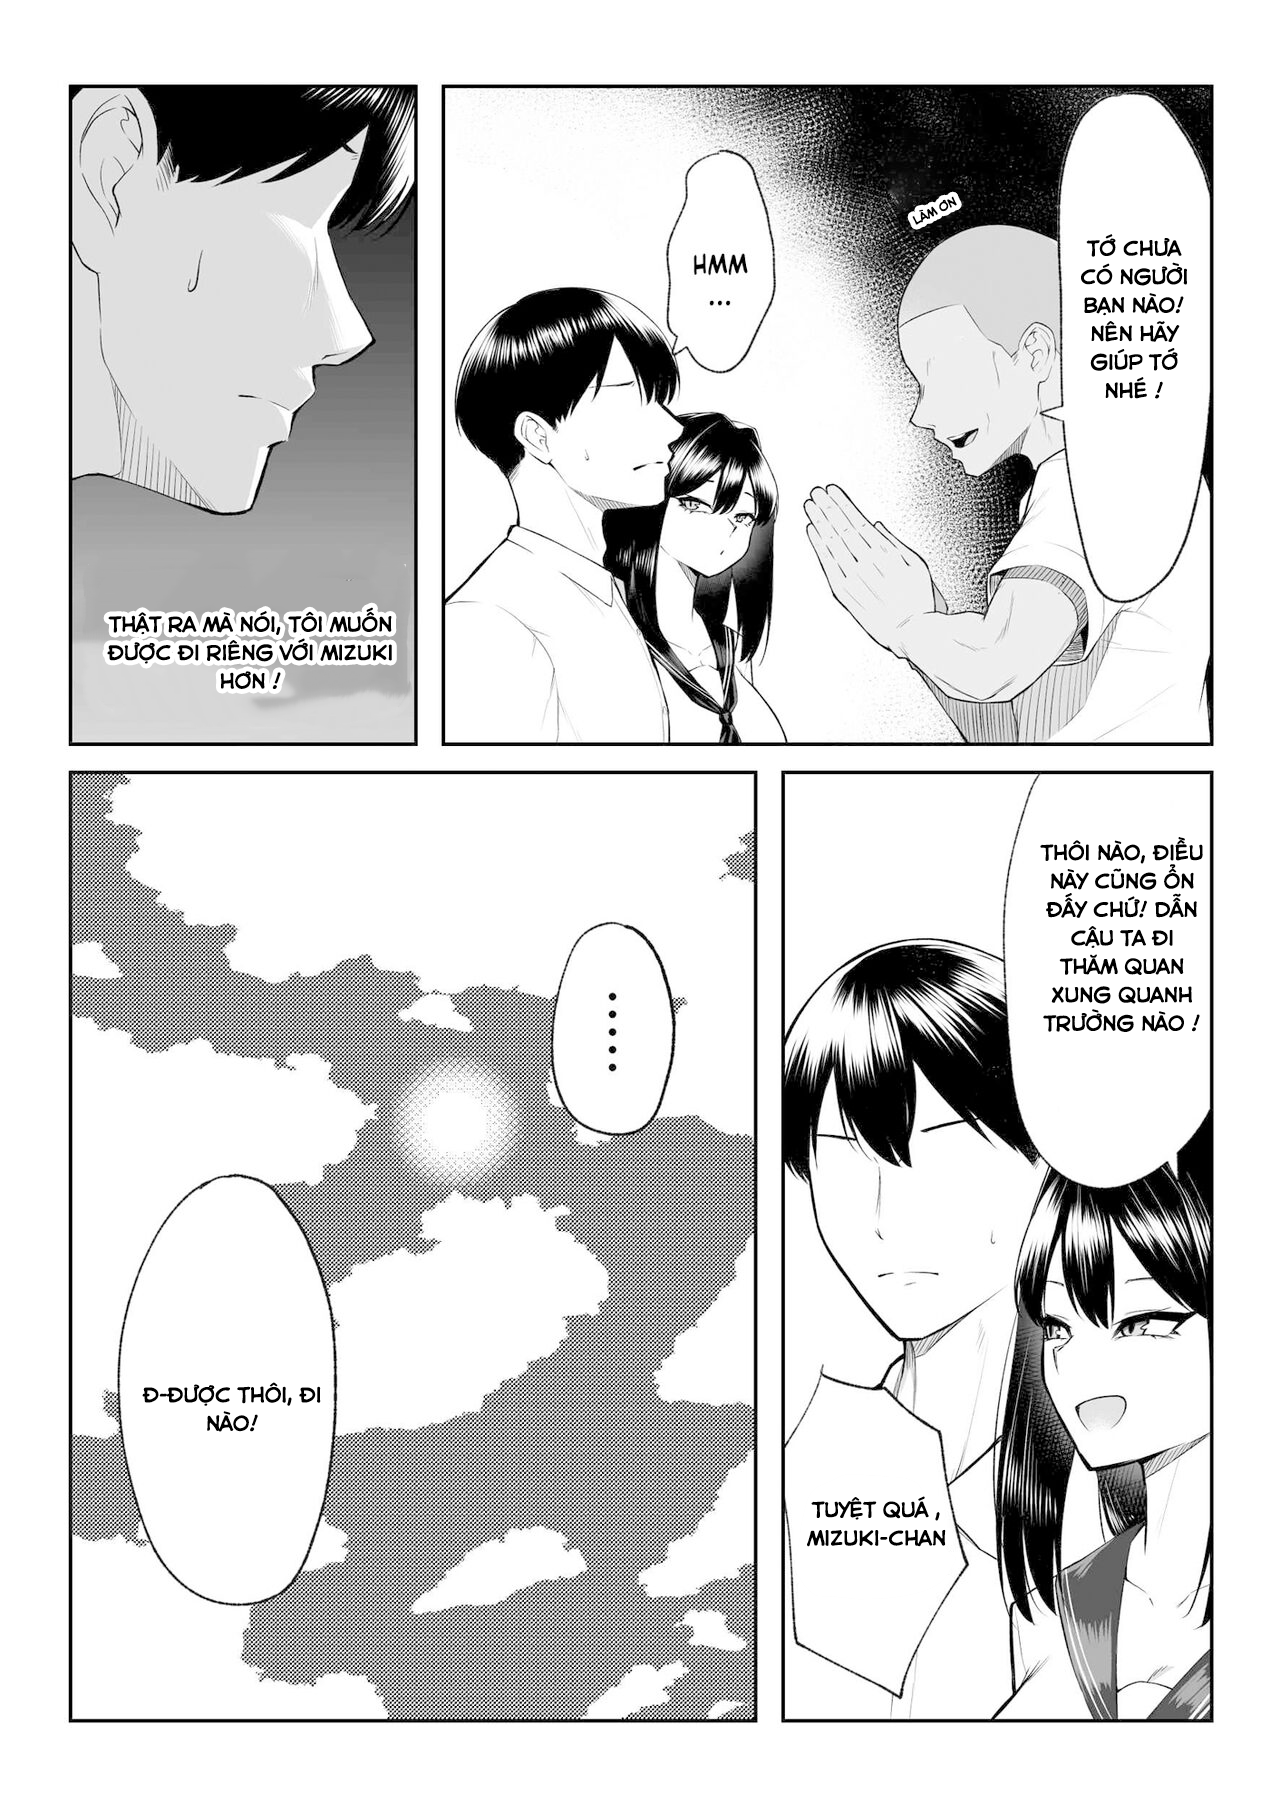 TỚ CHƯA
CÓ NGƯỜI
BẠN NÀO!
NÊN HÃY
GIÚP TỚ
NHÉ !
LÀM ƠN
HMM
...
THẬT RA MÀ NÓI, TÔI MUỐN
ĐƯỢC ĐI RIÊNG VỚI MIZUKI
HƠN !
THÔI NÀO, ĐIỀU
NÀY CŨNG ỔN
ĐẤY CHỨ! DẪN
CẬU TA ĐI
THĂM QUAN
XUNG QUANH
TRƯỜNG NÀO !
TUYỆT QUÁ ,
MIZUKI-CHAN
......
Đ-ĐƯỢC THÔI, ĐI
NÀO!